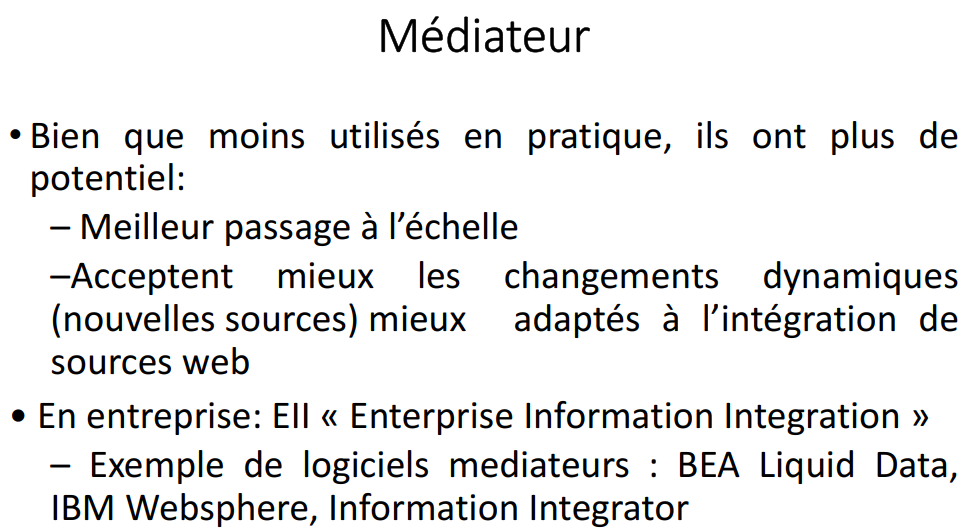 Médiateur
• Bien que moins utilisés en pratique, ils ont plus de
potentiel:
– Meilleur passage à l’échelle
–Acceptent mieux les changements dynamiques
(nouvelles sources) mieux adaptés à l’intégration de
sources web
• En entreprise: EII « Enterprise Information Integration »
– Exemple de logiciels mediateurs : BEA Liquid Data,
IBM Websphere, Information Integrator